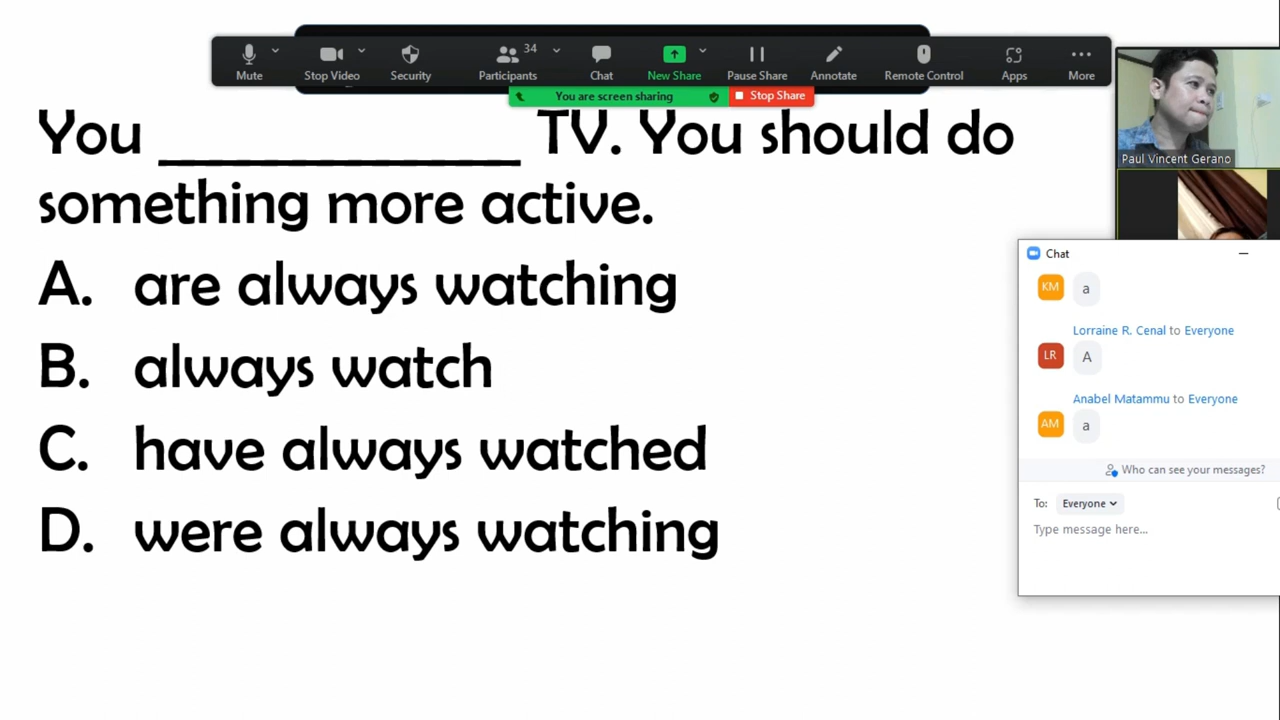 34
Mute
Stop Video
Security
Participants
Chat
New Share
Pause Share
Annotate
Remote Control
Apps
More
You are screen sharing
Stop Share
You ______________ TV. You should do
something more active.
A. are always watching
B. always watch
C. have always watched
D. were always watching
Paul Vincent Gerano
Chat
KM
a
Lorraine R. Cenal to Everyone
LR
A
Anabel Matammu to Everyone
AM
a
Who can see your messages?
To: Everyone
Type message here...